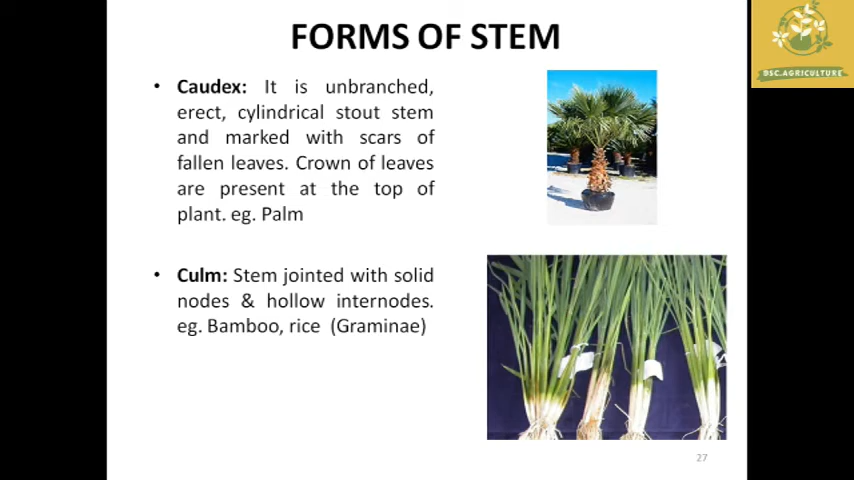 FORMS OF STEM
DSC.AGRICULTURE
• Caudex: It is unbranched,
erect, cylindrical stout stem
and marked with scars of
fallen leaves. Crown of leaves
are present at the top of
plant. eg. Palm
• Culm: Stem jointed with solid
nodes & hollow internodes.
eg. Bamboo, rice (Graminae)
27